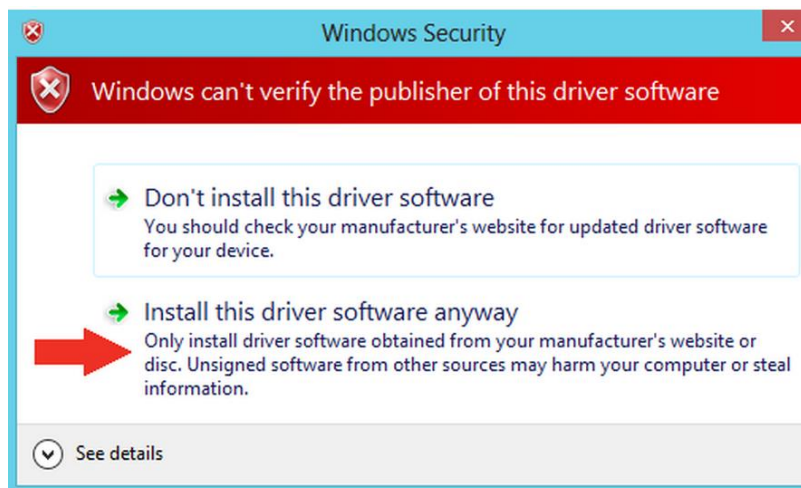 Windows Security
Windows can't verify the publisher of this driver software
Don't install this driver software
You should check your manufacturer's website for updated driver software
for your device.
Install this driver software anyway
Only install driver software obtained from your manufacturer's website or
disc. Unsigned software from other sources may harm your computer or steal
information.
See details